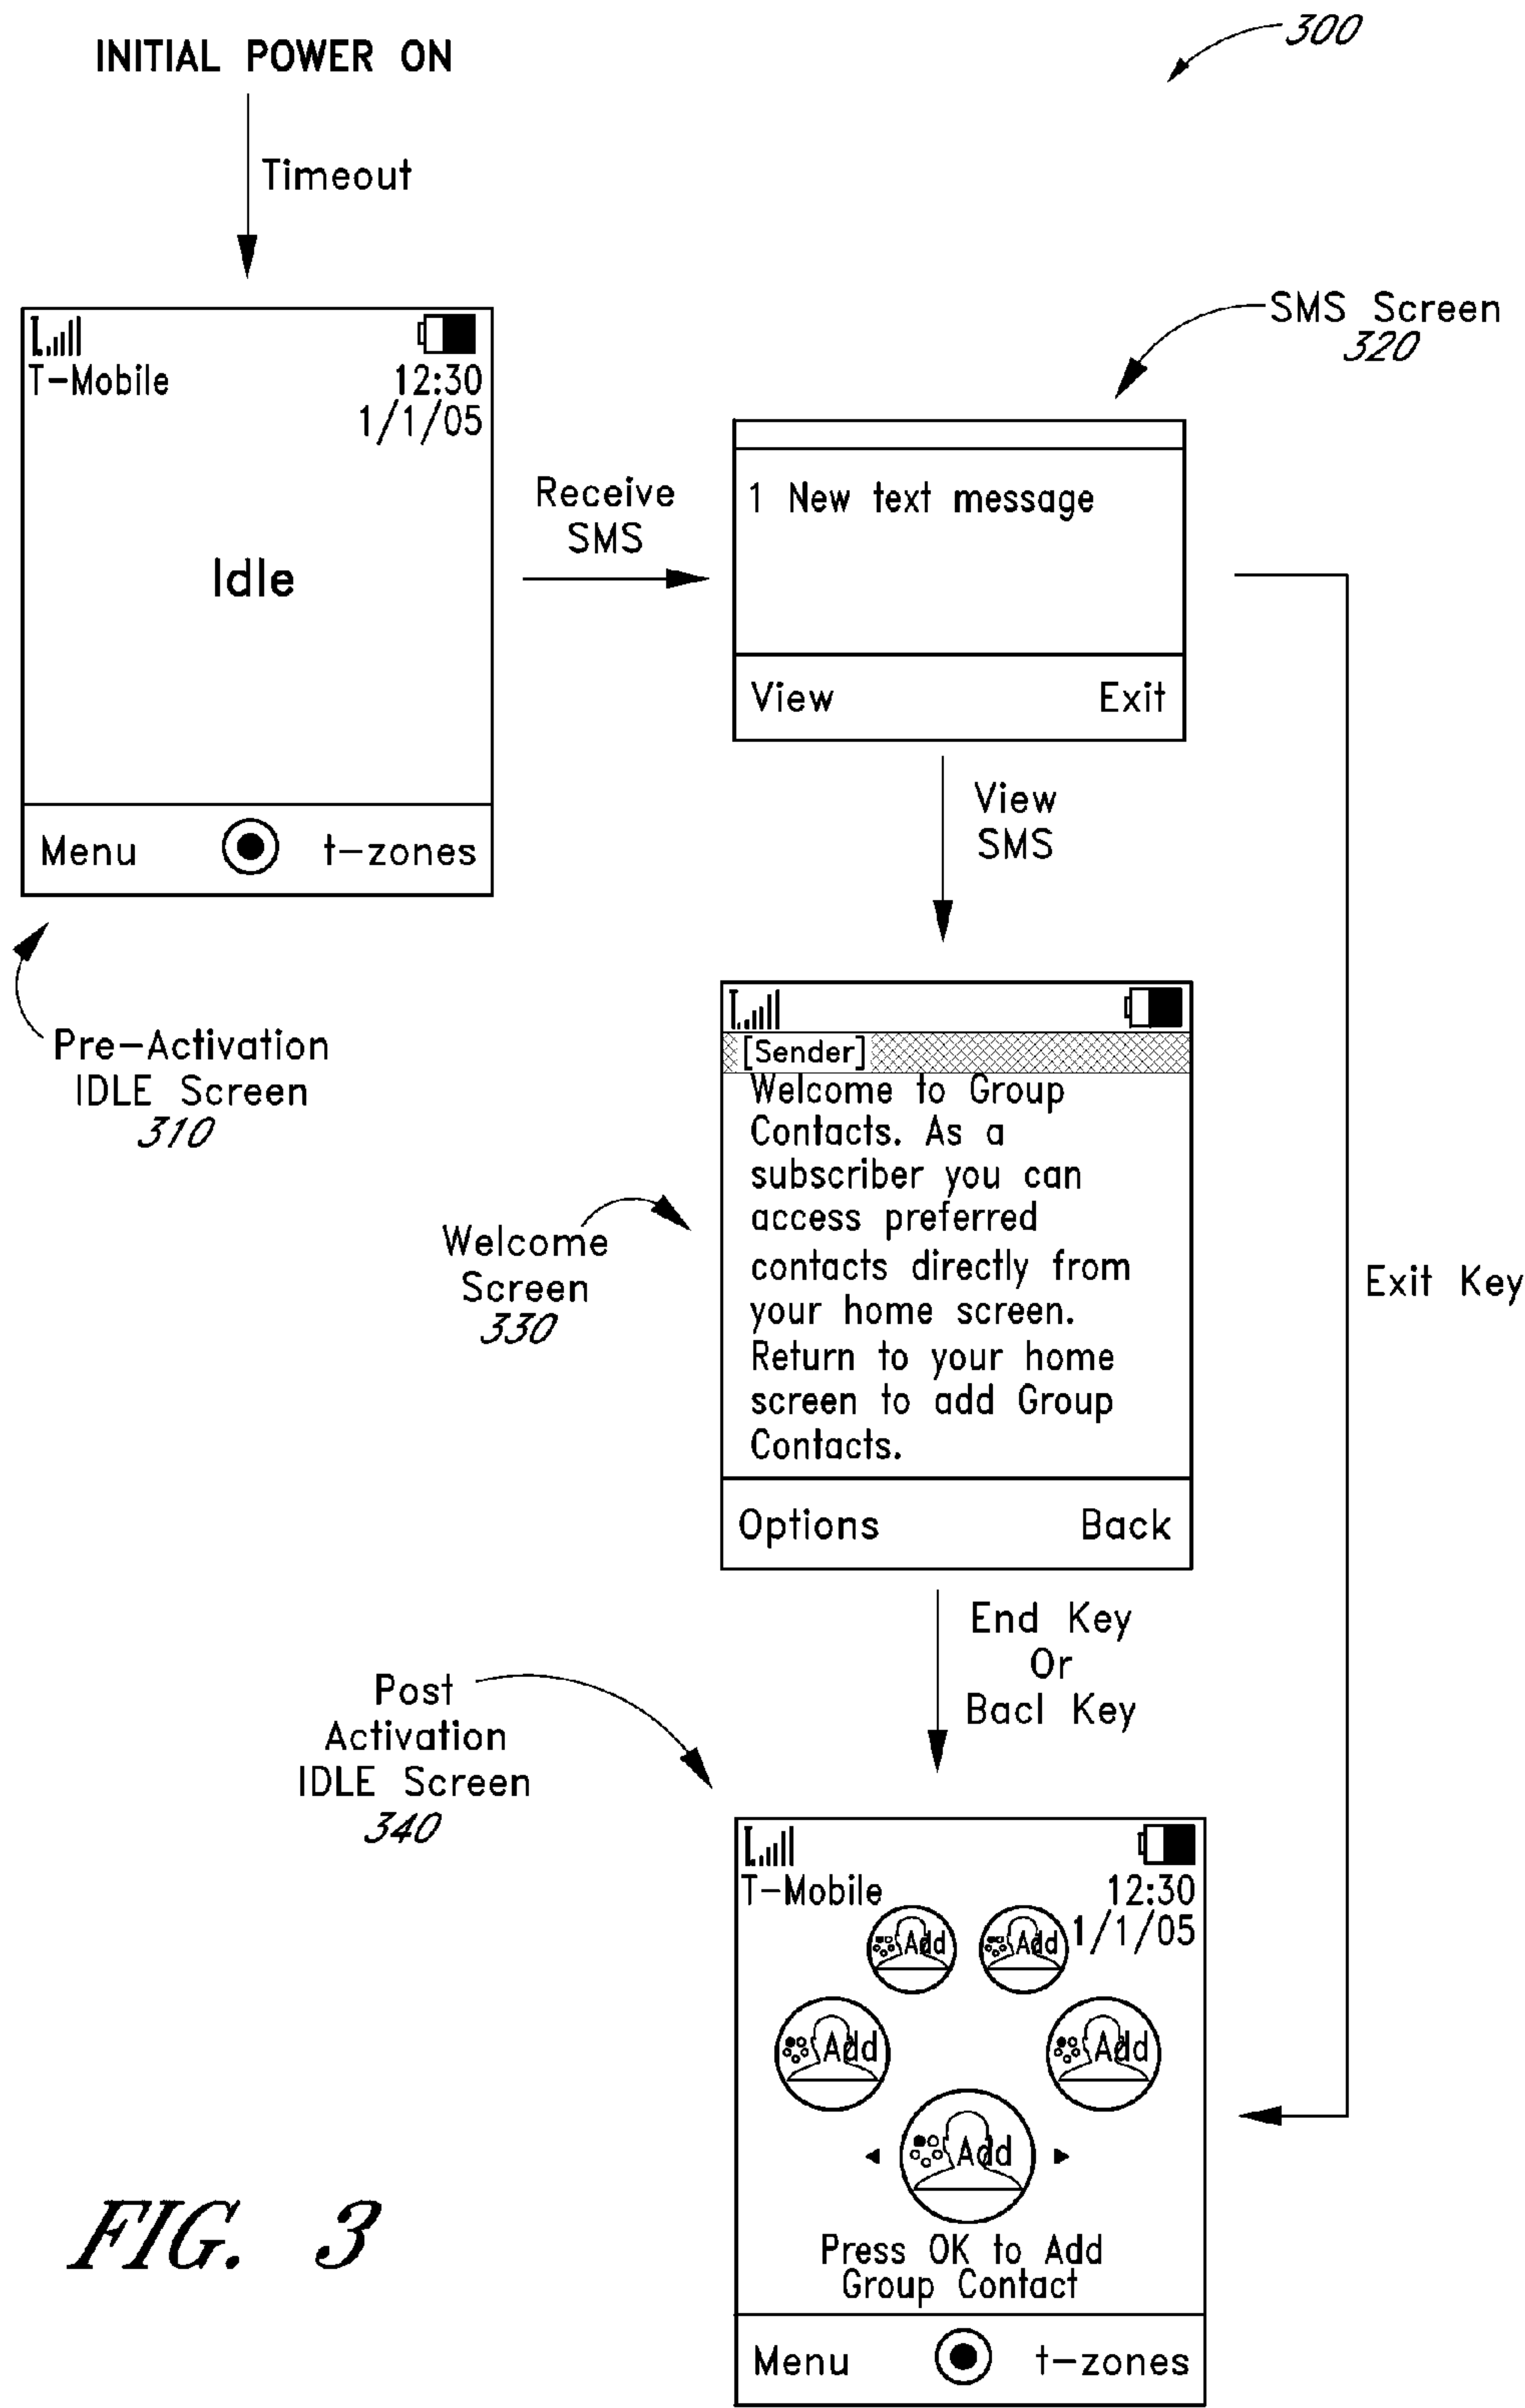 300
INITIAL POWER ON
Timeout
T-Mobile 12:30
1/1/05
Idle
Menu t-zones
Pre-Activation
IDLE Screen
310
Receive
SMS
SMS Screen
320
1 New text message
View Exit
View
SMS
Exit Key
[Sender]
Welcome to Group
Contacts. As a
subscriber you can
access preferred
contacts directly from
your home screen.
Return to your home
screen to add Group
Contacts.
Options Back
Welcome
Screen
330
End Key
Or
Bacl Key
Post
Activation
IDLE Screen
340
T-Mobile 12:30
1/1/05
Add Add
Add Add
Add
Press OK to Add
Group Contact
Menu t-zones
FIG. 3